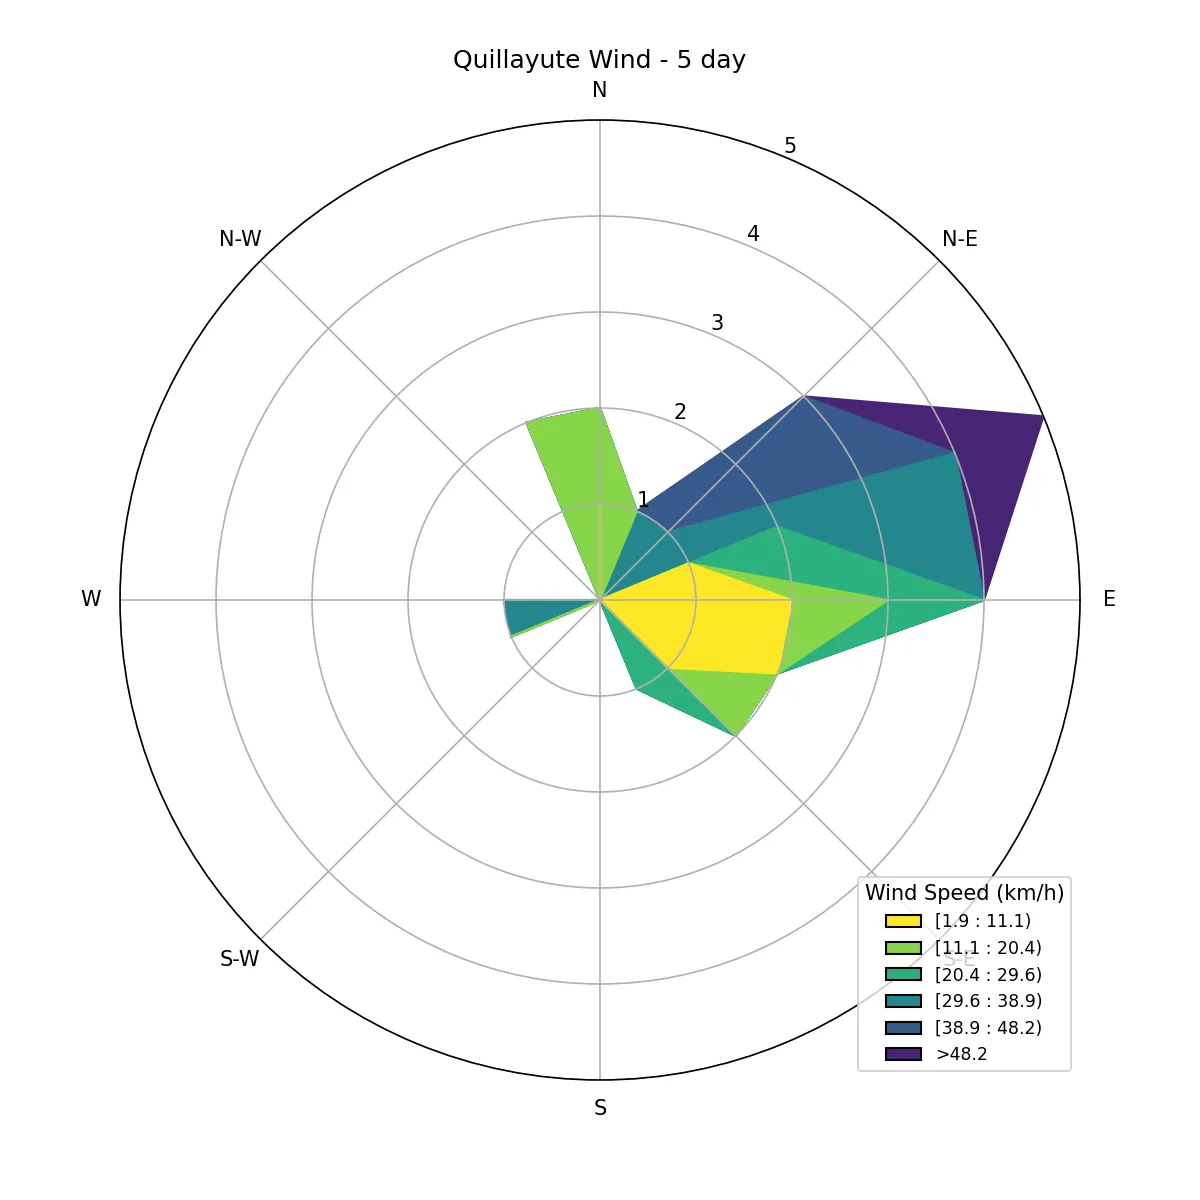 Quillayute Wind - 5 day
N
5
N-W
4
N-E
3
2
1
W
E
S-W
S-E
S
Wind Speed (km/h)
[1.9 : 11.1)
[11.1 : 20.4)
[20.4 : 29.6)
[29.6 : 38.9)
[38.9 : 48.2)
>48.2